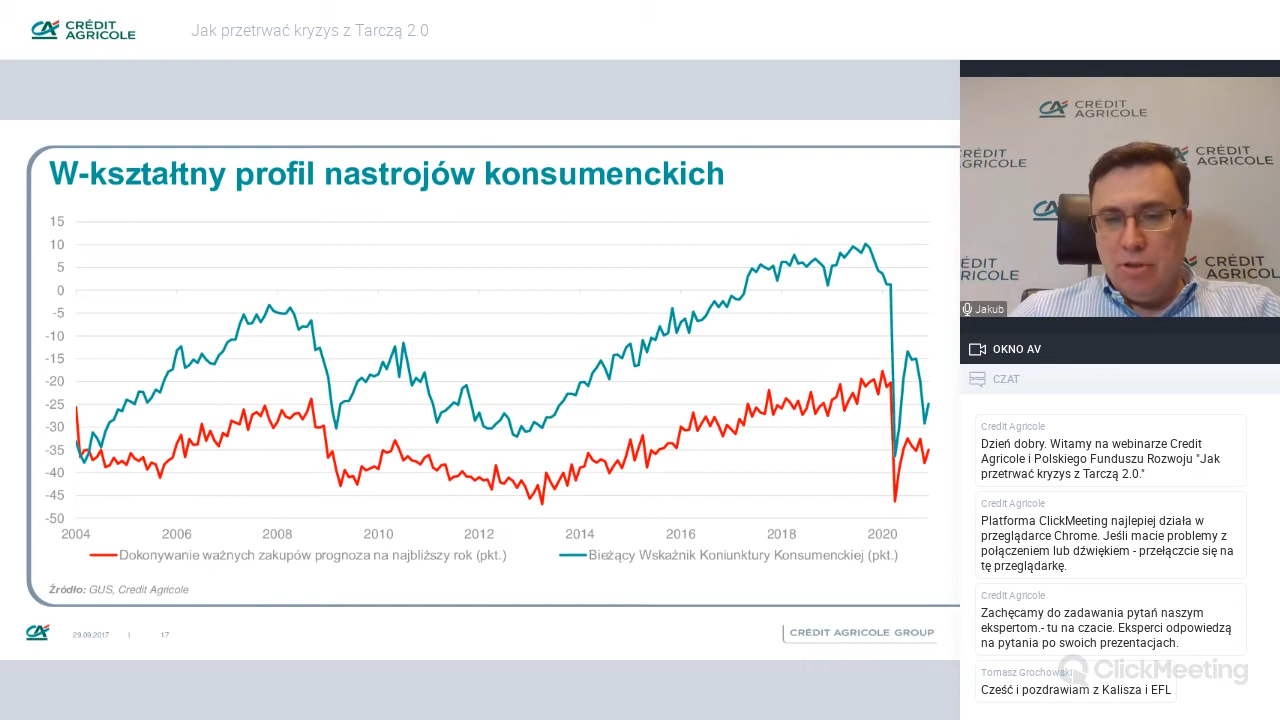 CRÉDIT
AGRICOLE
Jak przetrwać kryzys z Tarczą 2.0
W-kształtny profil nastrojów konsumenckich
15
10
5
0
-5
-10
-15
-20
-25
-30
-35
-40
-45
-50
2004 2006 2008 2010 2012 2014 2016 2018 2020
Dokonywanie ważnych zakupów prognoza na najbliższy rok (pkt.) Bieżący Wskaźnik Koniunktury Konsumenckiej (pkt.)
Źródło: GUS, Credit Agricole
29.09.2017 | 17
CRÉDIT AGRICOLE GROUP
CRÉDIT
AGRICOLE
CRÉDIT
AGRICOLE
CRÉDIT
AGRICOLE
CRÉDIT
AGRICOLE
CRÉDIT
AGRICOLE
Jakub
OKNO AV
CZAT
Credit Agricole
Dzień dobry. Witamy na webinarze Credit
Agricole i Polskiego Funduszu Rozwoju "Jak
przetrwać kryzys z Tarczą 2.0."
Credit Agricole
Platforma ClickMeeting najlepiej działa w
przeglądarce Chrome. Jeśli macie problemy z
połączeniem lub dźwiękiem - przełączcie się na
tę przeglądarkę.
Credit Agricole
Zachęcamy do zadawania pytań naszym
ekspertom.- tu na czacie. Eksperci odpowiedzą
na pytania po swoich prezentacjach.
Tomasz Grochowski
ClickMeeting
Cześć i pozdrawiam z Kalisza i EFL